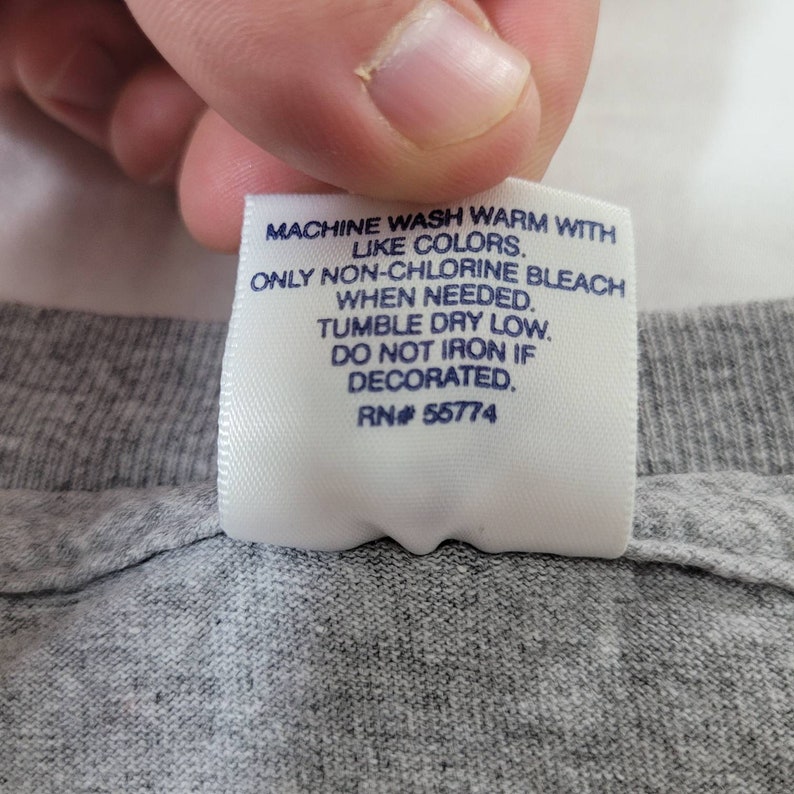 MACHINE WASH WARM WITH
LIKE COLORS.
ONLY NON-CHLORINE BLEACH
WHEN NEEDED.
TUMBLE DRY LOW.
DO NOT IRON IF
DECORATED.
RN# 55774